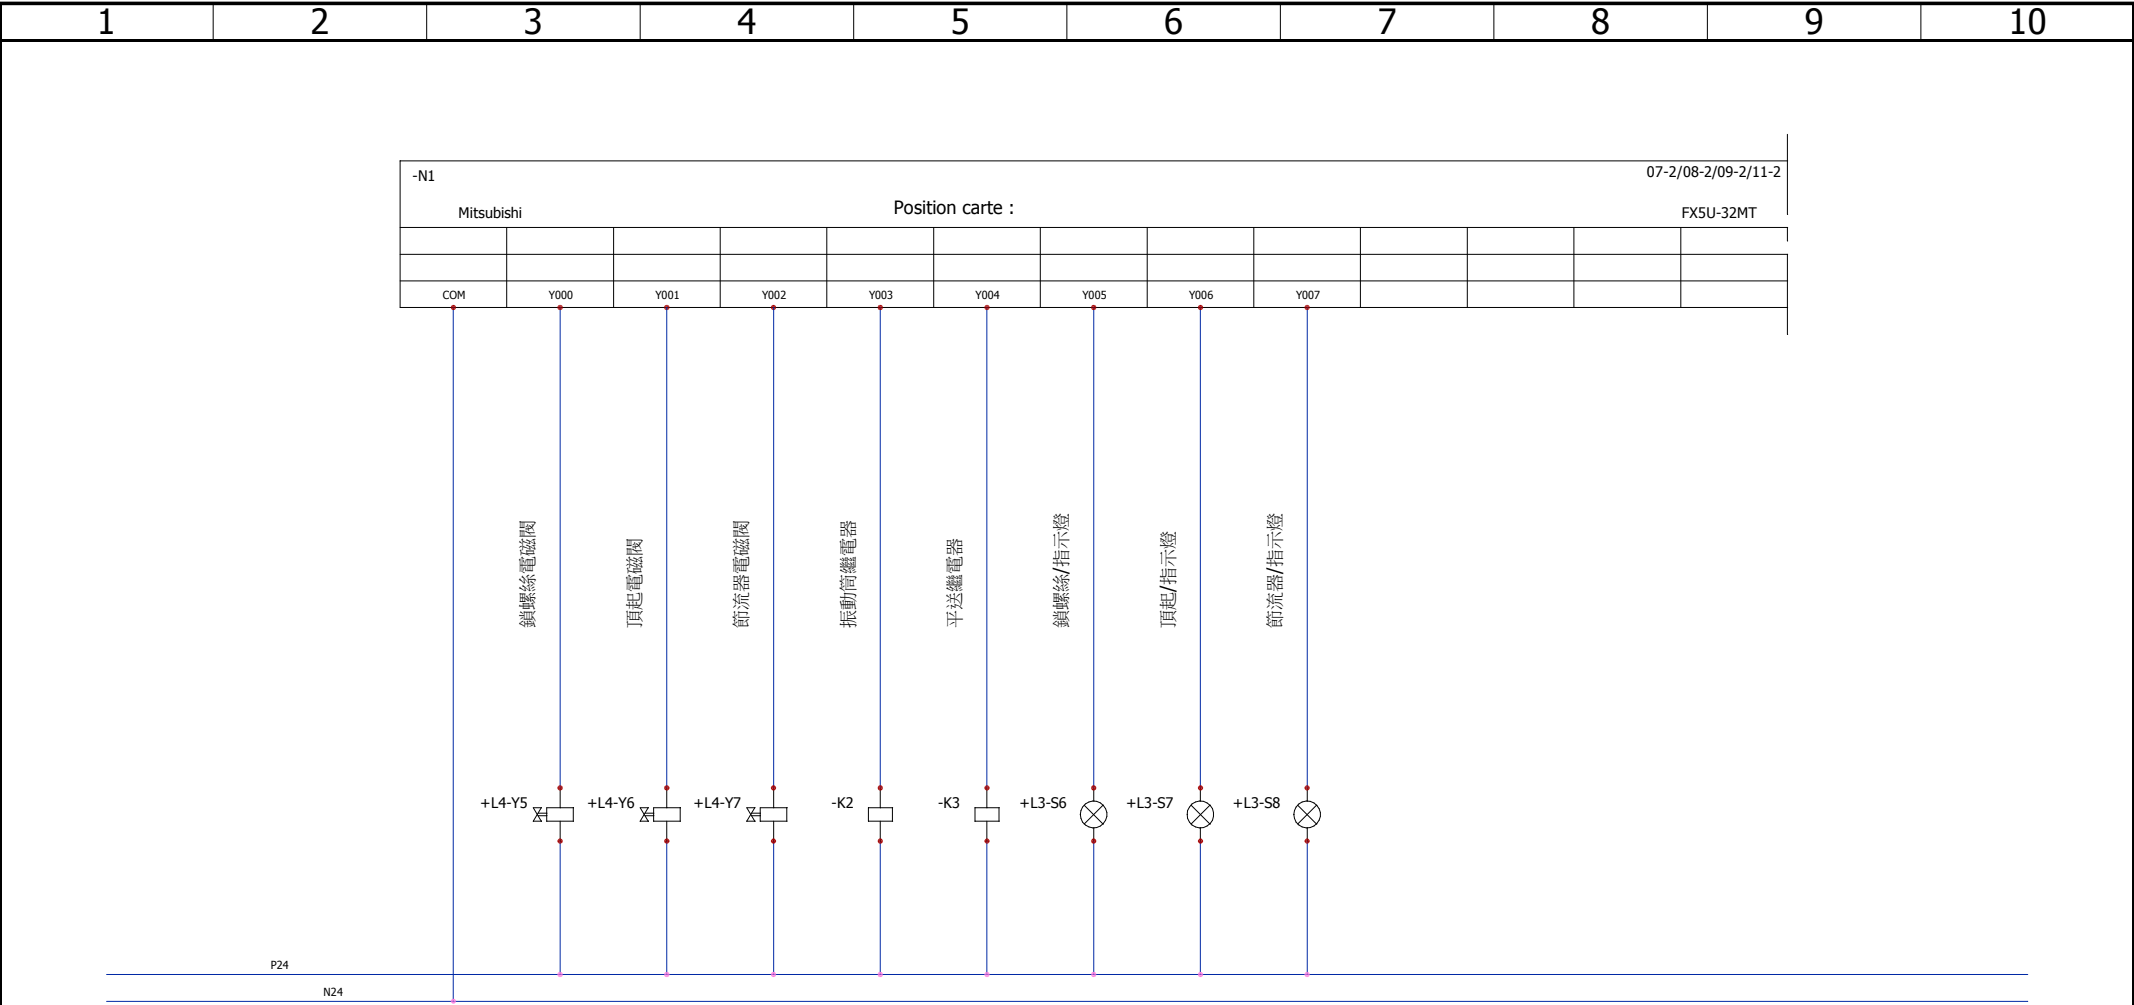 1 2 3 4 5 6 7 8 9 10
-N1 07-2/08-2/09-2/11-2
Mitsubishi Position carte : FX5U-32MT
COM Y000 Y001 Y002 Y003 Y004 Y005 Y006 Y007
鎖螺絲電磁閥
頂起電磁閥
節流器電磁閥
振動筒繼電器
平送繼電器
鎖螺絲/指示燈
頂起/指示燈
節流器/指示燈
+L4-Y5 +L4-Y6 +L4-Y7 -K2 -K3 +L3-S6 +L3-S7 +L3-S8
P24
N24